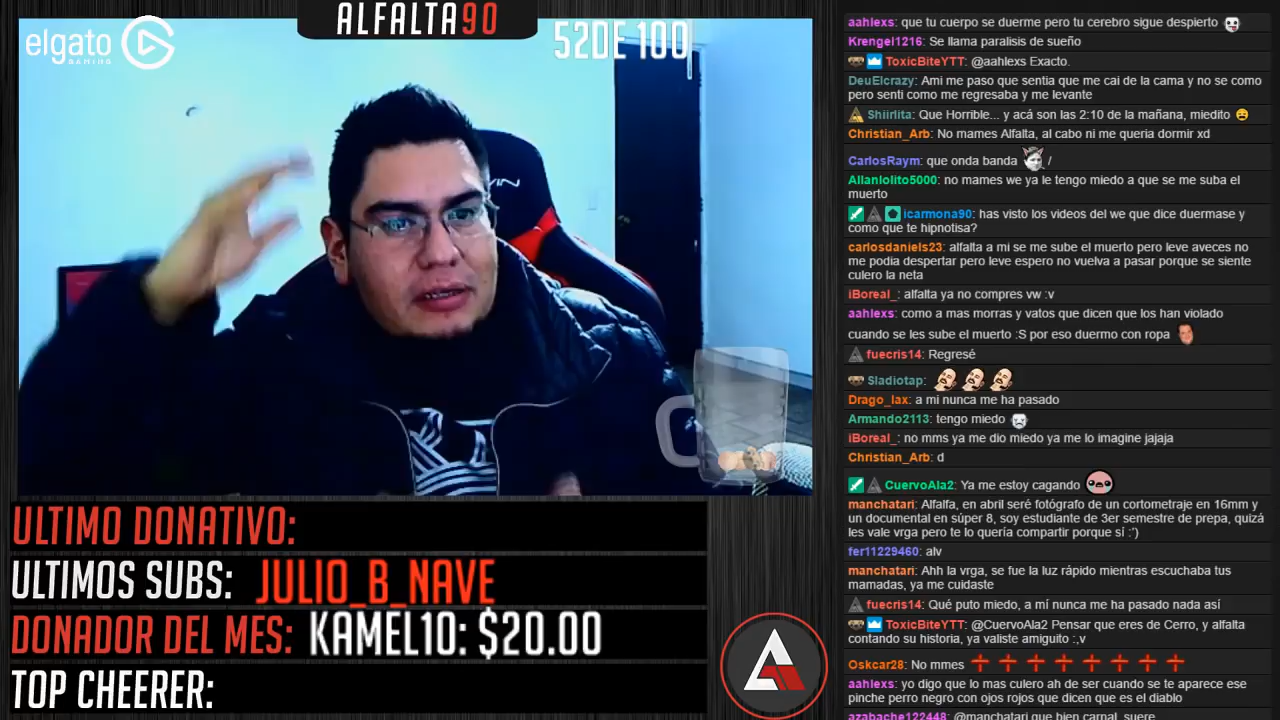 elgato
GAMING
ALFALTA90
52DE 100
ULTIMO DONATIVO:
ULTIMOS SUBS: JULIO_B_NAVE
DONADOR DEL MES: KAMEL10: $20.00
TOP CHEERER:
aahlexs: que tu cuerpo se duerme pero tu cerebro sigue despierto
Krengel1216: Se llama paralisis de sueño
ToxicBiteYTT: @aahlexs Exacto.
DeuElcrazy: Ami me paso que sentia que me cai de la cama y no se como
pero senti como me regresaba y me levante
Shiirlita: Que Horrible... y acá son las 2:10 de la mañana, miedito
Christian_Arb: No mames Alfalta, al cabo ni me queria dormir xd
CarlosRaym: que onda banda /
Allanlolito5000: no mames we ya le tengo miedo a que se me suba el
muerto
icarmona90: has visto los videos del we que dice duermase y
como que te hipnotisa?
carlosdaniels23: alfalta a mi se me sube el muerto pero leve aveces no
me podia despertar pero leve espero no vuelva a pasar porque se siente
culero la neta
iBoreal_: alfalta ya no compres vw :v
aahlexs: como a mas morras y vatos que dicen que los han violado
cuando se les sube el muerto :S por eso duermo con ropa
fuecris14: Regresé
Sladiotap:
Drago_lax: a mi nunca me ha pasado
Armando2113: tengo miedo
iBoreal_: no mms ya me dio miedo ya me lo imagine jajaja
Christian_Arb: d
CuervoAla2: Ya me estoy cagando
manchatari: Alfalfa, en abril seré fotógrafo de un cortometraje en 16mm y
un documental en súper 8, soy estudiante de 3er semestre de prepa, quizá
les vale vrga pero te lo quería compartir porque sí :')
fer11229460: alv
manchatari: Ahh la vrga, se fue la luz rápido mientras escuchaba tus
mamadas, ya me cuidaste
fuecris14: Qué puto miedo, a mí nunca me ha pasado nada así
ToxicBiteYTT: @CuervoAla2 Pensar que eres de Cerro, y alfalta
contando su historia, ya valiste amiguito :,v
Oskcar28: No mmes
aahlexs: yo digo que lo mas culero ah de ser cuando se te aparece ese
pinche perro negro con ojos rojos que dicen que es el diablo
azabache122448: @manchatari que bien carnal, suere